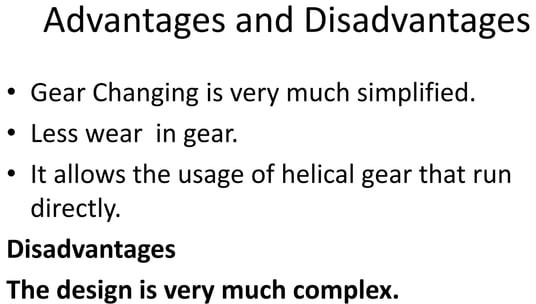 Advantages and Disadvantages
• Gear Changing is very much simplified.
• Less wear  in gear.
• It allows the usage of helical gear that run
directly.
Disadvantages
The design is very much complex.